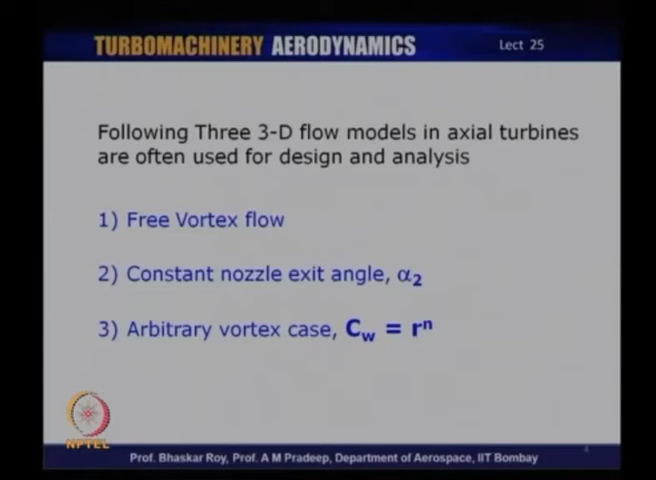 TURBOMACHINERY AERODYNAMICS
Lect 25
Following Three 3-D flow models in axial turbines
are often used for design and analysis
1) Free Vortex flow
2) Constant nozzle exit angle, α₂
3) Arbitrary vortex case, C_w = rⁿ
NPTEL
4
Prof. Bhaskar Roy, Prof. A M Pradeep, Department of Aerospace, IIT Bombay